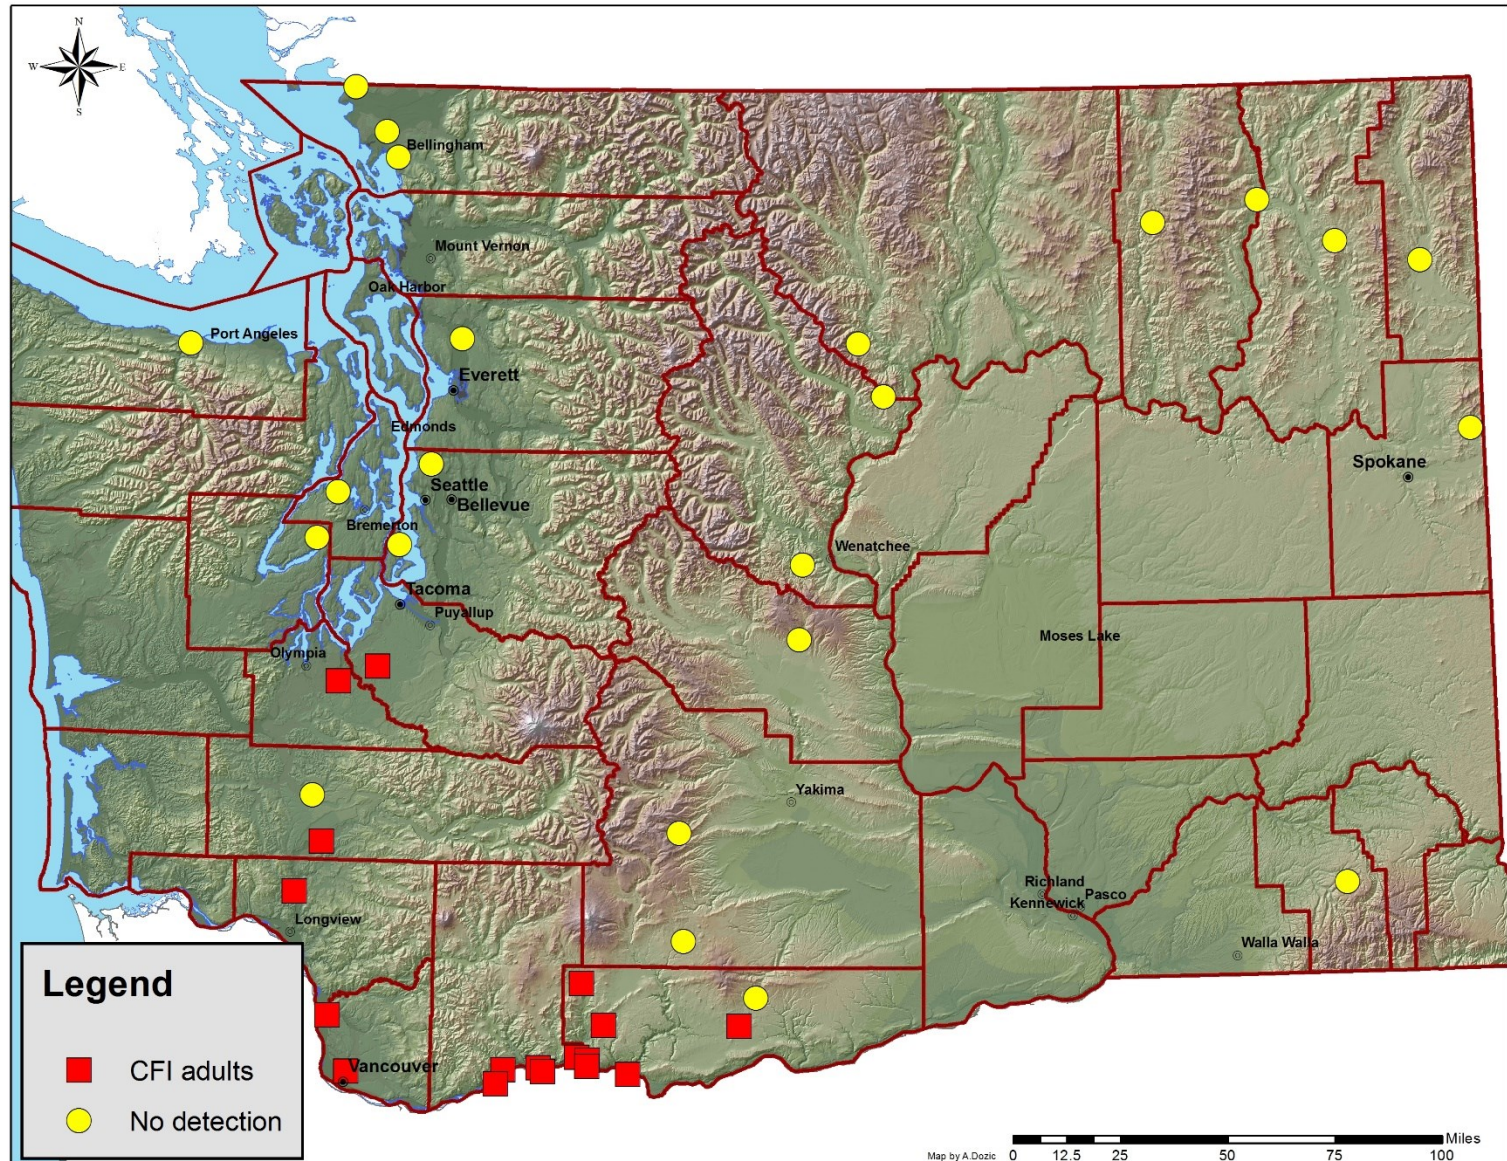 N
W E
S
Bellingham
Mount Vernon
Oak Harbor
Port Angeles
Everett
Edmonds
Seattle
Bellevue
Spokane
Bremerton
Wenatchee
Tacoma
Puyallup
Moses Lake
Olympia
Yakima
Richland
Pasco
Kennewick
Longview
Walla Walla
Vancouver
Legend
CFI adults
No detection
Map by A.Dozic
Miles
0 12.5 25 50 75 100